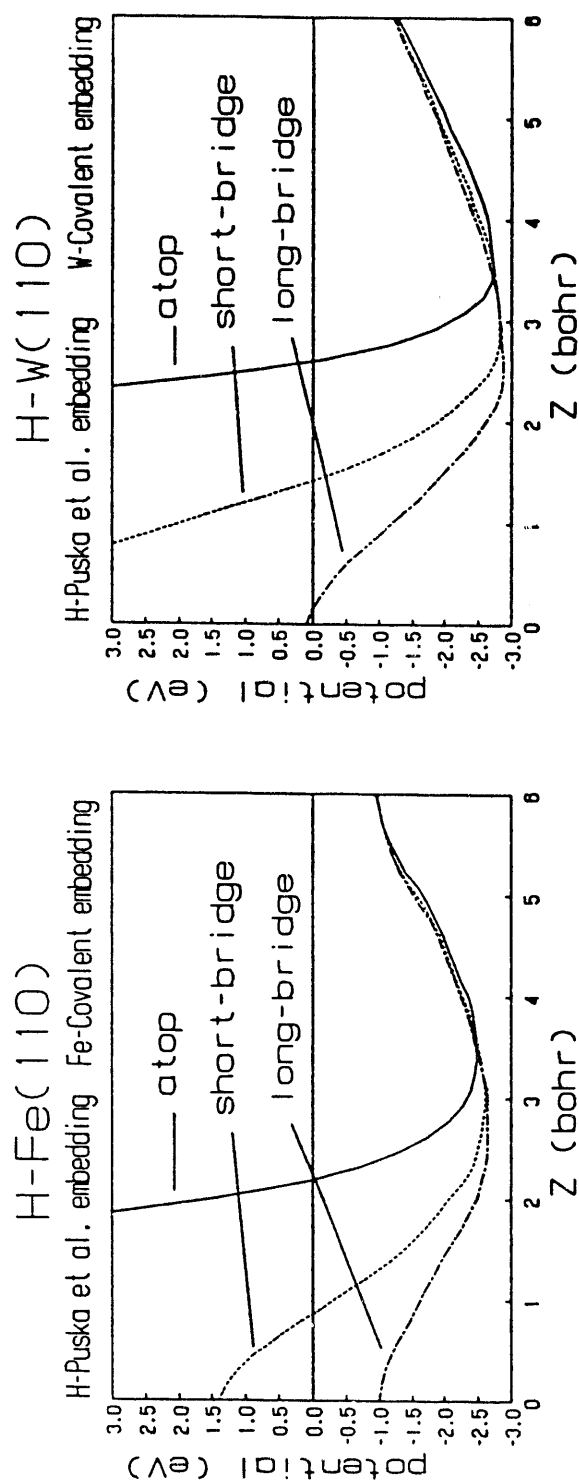 H-Fe(110)
H-Puska et al. embedding Fe-Covalent embedding
atop
short-bridge
long-bridge
3.0
2.5
2.0
1.5
1.0
0.5
0.0
-0.5
-1.0
-1.5
-2.0
-2.5
-3.0
potential (eV)
0 1 2 3 4 5 6
Z (bohr)
H-W(110)
H-Puska et al. embedding W-Covalent embedding
atop
short-bridge
long-bridge
3.0
2.5
2.0
1.5
1.0
0.5
0.0
-0.5
-1.0
-1.5
-2.0
-2.5
-3.0
potential (eV)
0 1 2 3 4 5 6
Z (bohr)